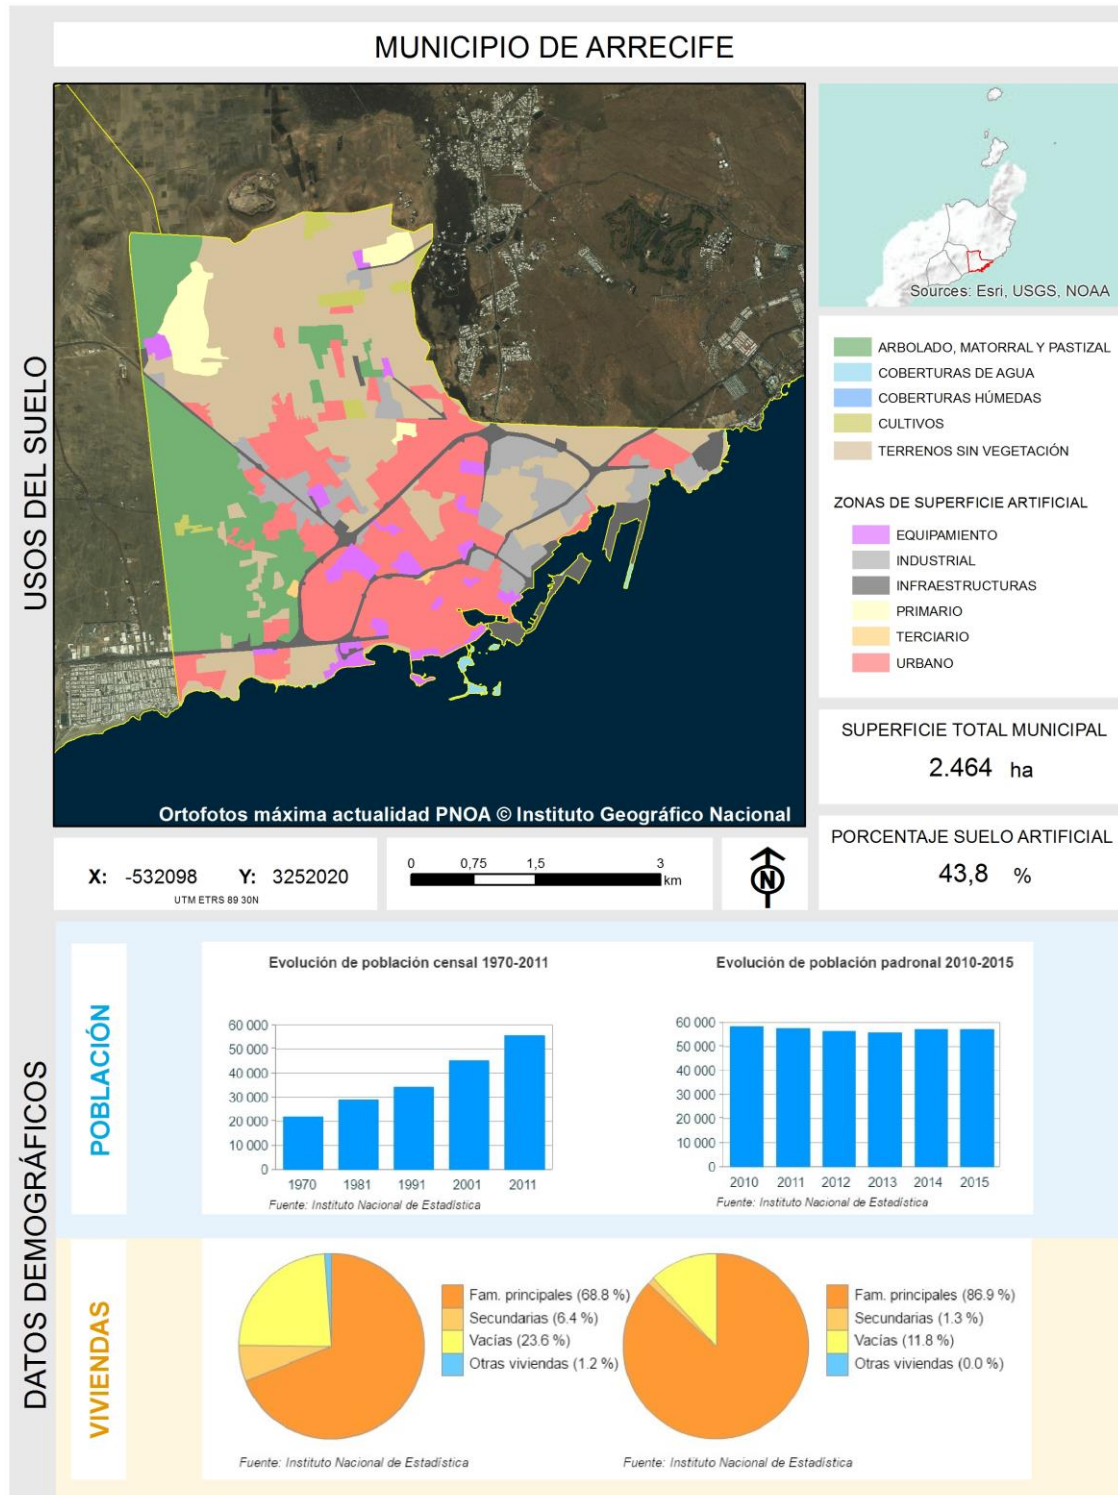 MUNICIPIO DE ARRECIFE
USOS DEL SUELO
Sources: Esri, USGS, NOAA
ARBOLADO, MATORRAL Y PASTIZAL
COBERTURAS DE AGUA
COBERTURAS HÚMEDAS
CULTIVOS
TERRENOS SIN VEGETACIÓN
ZONAS DE SUPERFICIE ARTIFICIAL
EQUIPAMIENTO
INDUSTRIAL
INFRAESTRUCTURAS
PRIMARIO
TERCIARIO
URBANO
SUPERFICIE TOTAL MUNICIPAL
2.464 ha
Ortofotos máxima actualidad PNOA © Instituto Geográfico Nacional
PORCENTAJE SUELO ARTIFICIAL
43,8 %
X: -532098 Y: 3252020
UTM ETRS 89 30N
0 0,75 1,5 3
km
N
DATOS DEMOGRÁFICOS
POBLACIÓN
Evolución de población censal 1970-2011
60 000
50 000
40 000
30 000
20 000
10 000
0
1970 1981 1991 2001 2011
Fuente: Instituto Nacional de Estadística
Evolución de población padronal 2010-2015
60 000
50 000
40 000
30 000
20 000
10 000
0
2010 2011 2012 2013 2014 2015
Fuente: Instituto Nacional de Estadística
VIVIENDAS
Fam. principales (68.8 %)
Secundarias (6.4 %)
Vacías (23.6 %)
Otras viviendas (1.2 %)
Fuente: Instituto Nacional de Estadística
Fam. principales (86.9 %)
Secundarias (1.3 %)
Vacías (11.8 %)
Otras viviendas (0.0 %)
Fuente: Instituto Nacional de Estadística